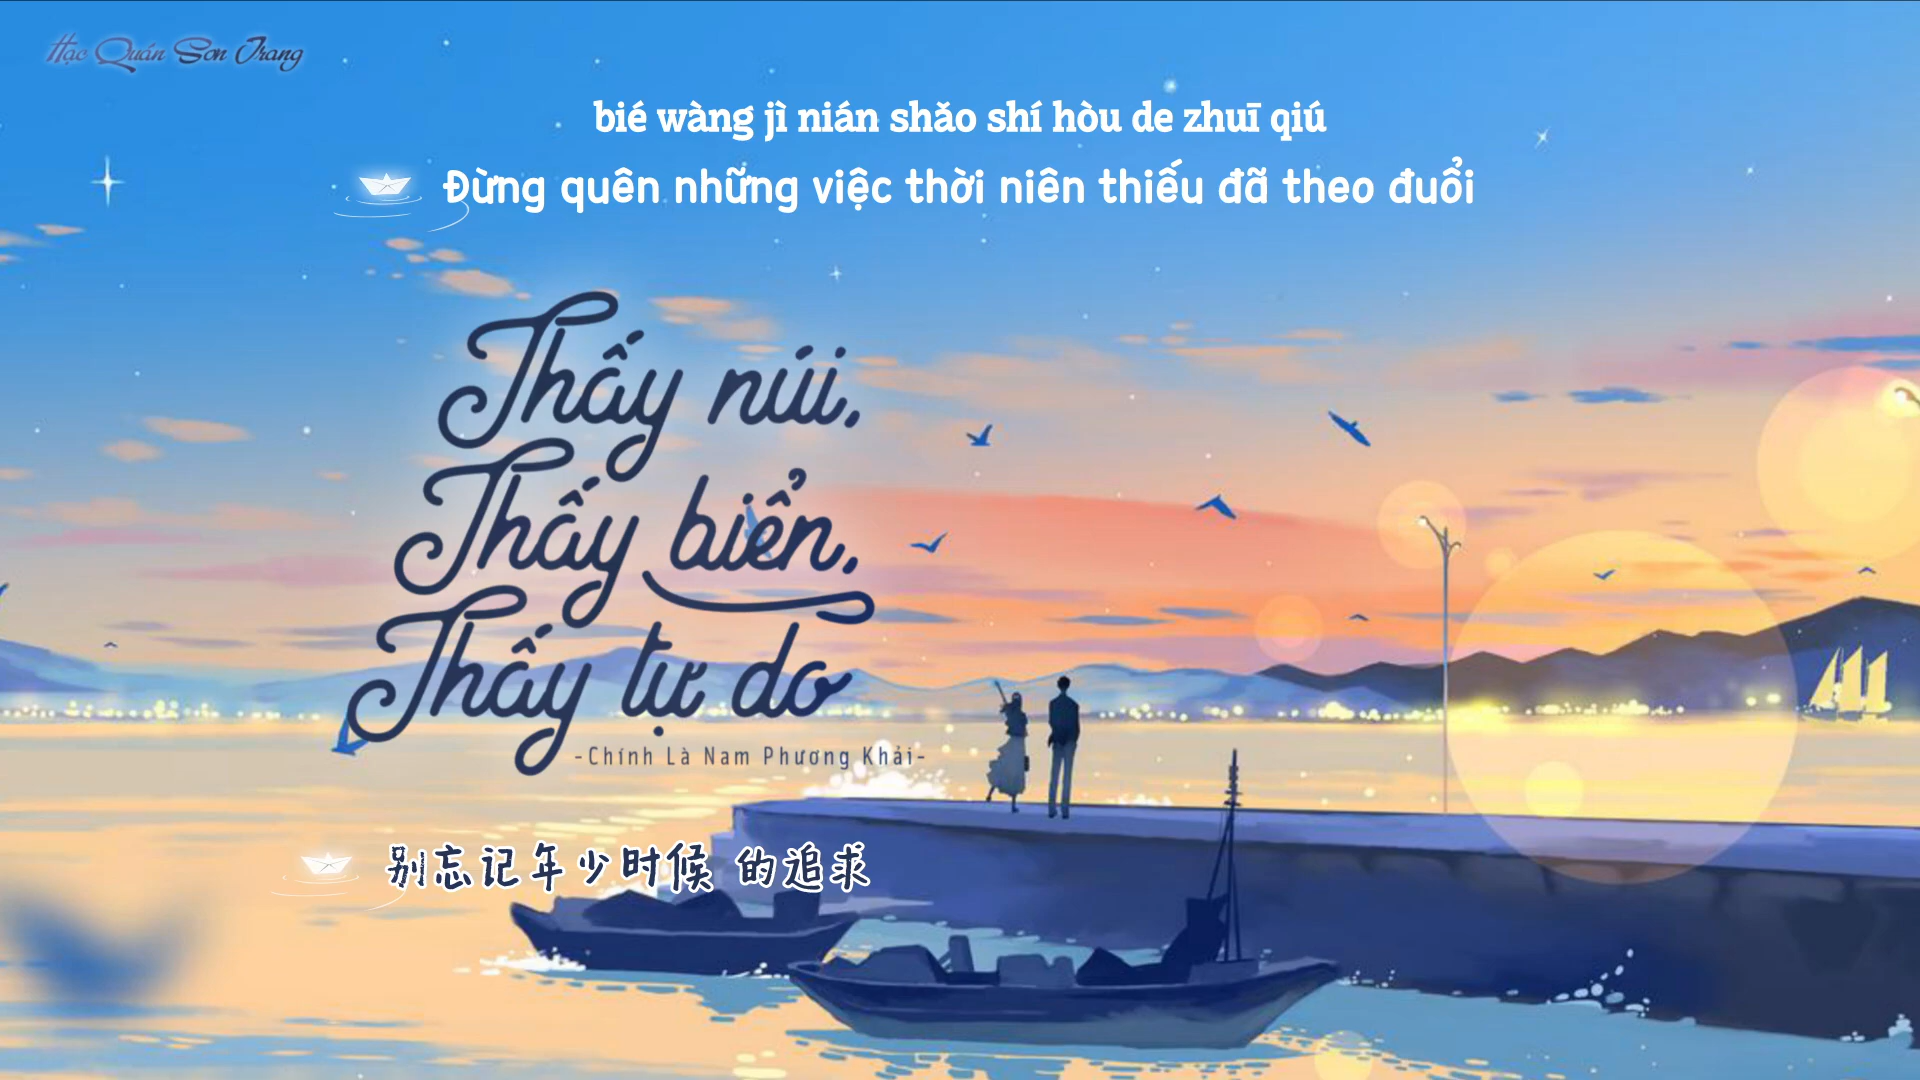 Hạc Quán Sơn Trang
bié wàng jì nián shǎo shí hòu de zhuī qiú
Đừng quên những việc thời niên thiếu đã theo đuổi
Thấy núi,
Thấy biển,
Thấy tự do
-Chính Là Nam Phương Khải-
别忘记年少时候 的追求